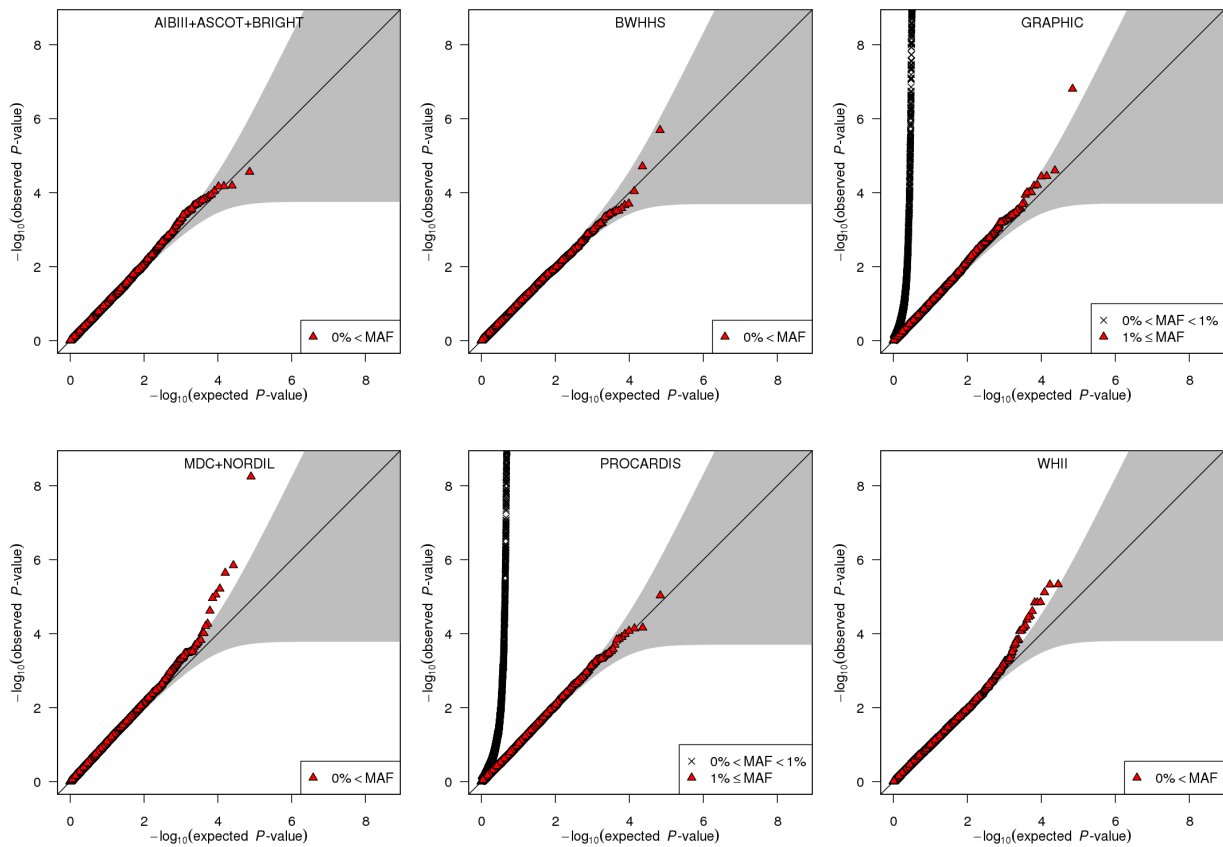 AIBIII+ASCOT+BRIGHT
−log10(observed P-value)
8
6
4
2
0
0 2 4 6 8
−log10(expected P-value)
▲ 0% < MAF
BWHHS
−log10(observed P-value)
8
6
4
2
0
0 2 4 6 8
−log10(expected P-value)
▲ 0% < MAF
GRAPHIC
−log10(observed P-value)
8
6
4
2
0
0 2 4 6 8
−log10(expected P-value)
× 0% < MAF < 1%
▲ 1% ≤ MAF
MDC+NORDIL
−log10(observed P-value)
8
6
4
2
0
0 2 4 6 8
−log10(expected P-value)
▲ 0% < MAF
PROCARDIS
−log10(observed P-value)
8
6
4
2
0
0 2 4 6 8
−log10(expected P-value)
× 0% < MAF < 1%
▲ 1% ≤ MAF
WHII
−log10(observed P-value)
8
6
4
2
0
0 2 4 6 8
−log10(expected P-value)
▲ 0% < MAF